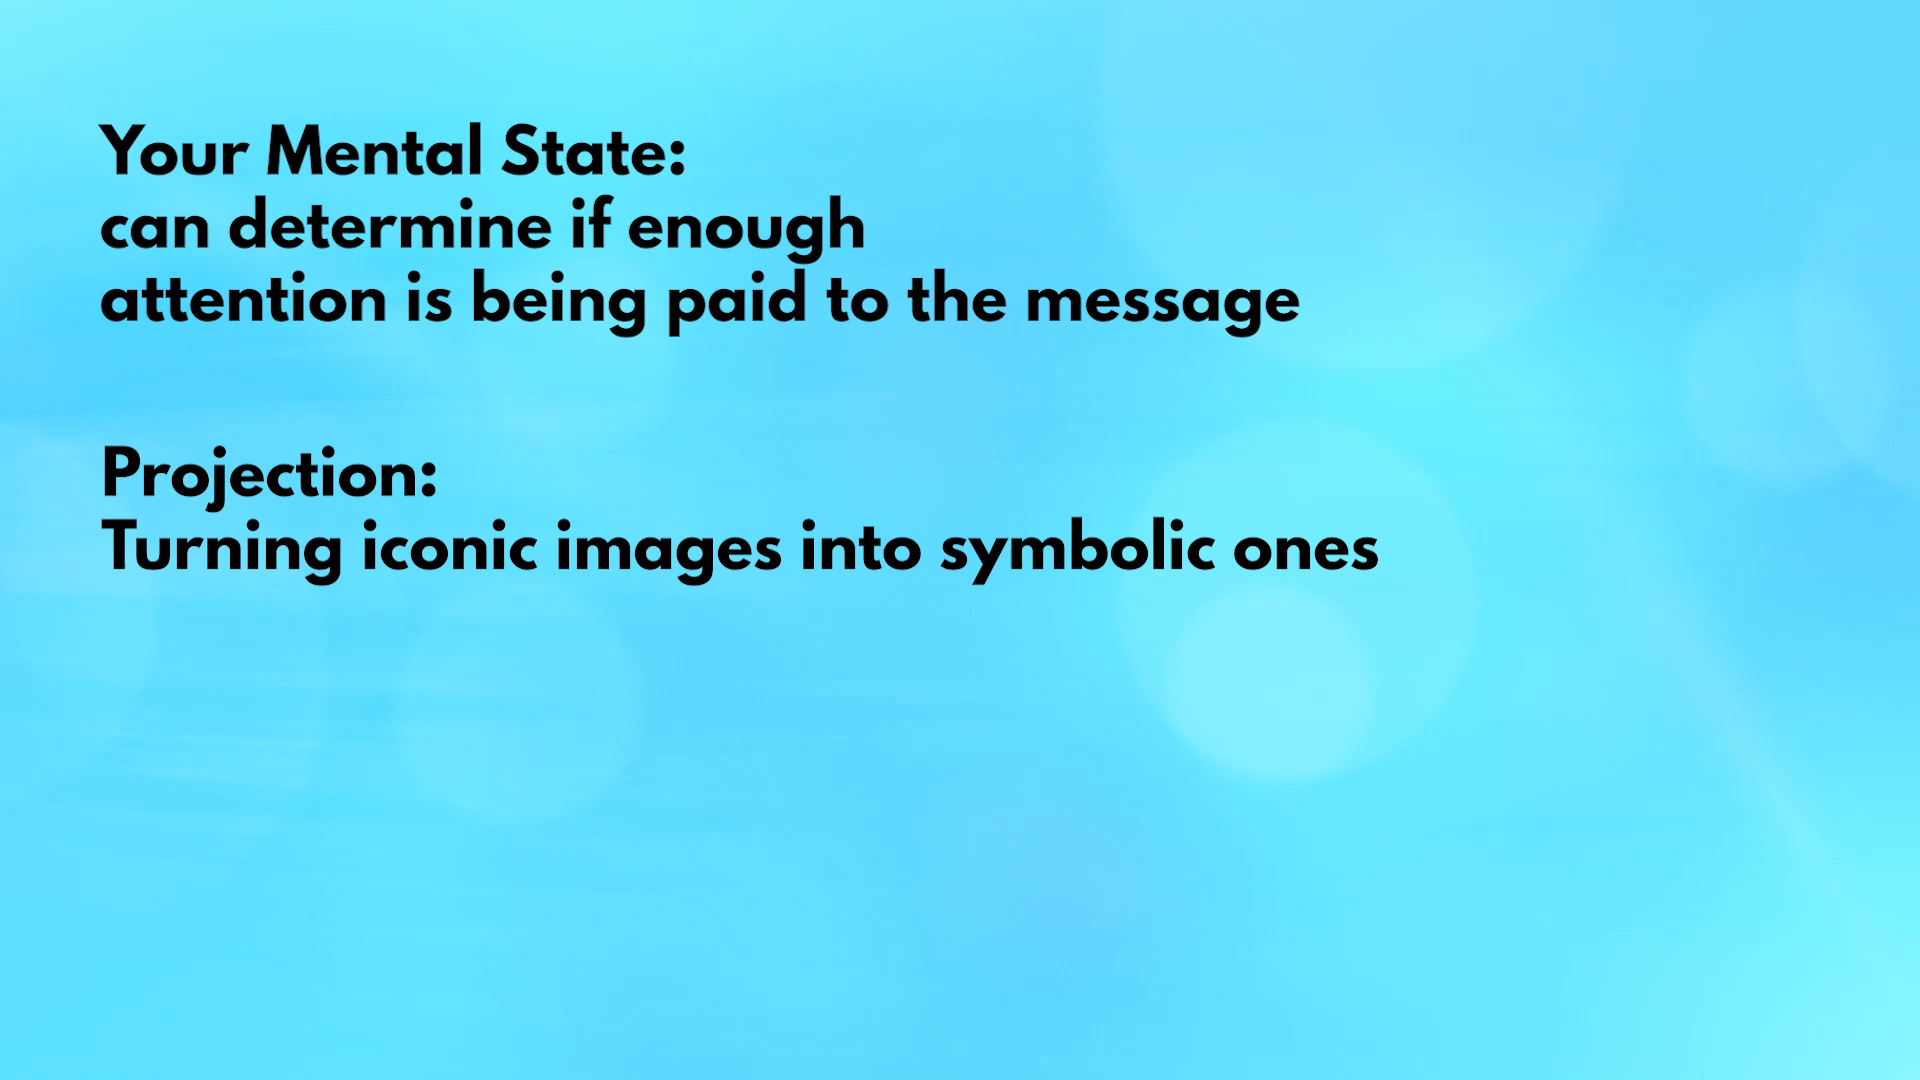 Your Mental State:
can determine if enough
attention is being paid to the message
Projection:
Turning iconic images into symbolic ones